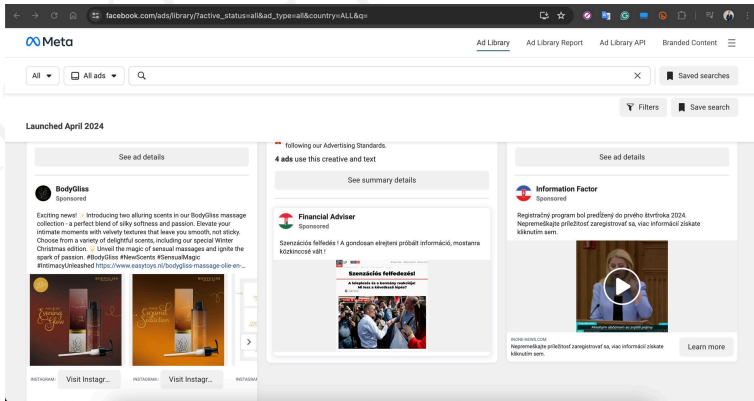 facebook.com/ads/library/?active_status=all&ad_type=all&country=ALL&q=
Meta
Ad Library
Ad Library Report
Ad Library API
Branded Content
All
All ads
Saved searches
Filters
Save search
Launched April 2024
See ad details
BodyGliss
Sponsored
Exciting news! Introducing two alluring scents in our BodyGliss massage
collection - a perfect blend of silky softness and passion. Elevate your
intimate moments with velvety textures that leave you smooth, not sticky.
Choose from a variety of delightful scents, including our special Winter
Christmas edition. Unveil the magic of sensual massages and ignite the
spark of passion. #BodyGliss #NewScents #SensualMagic
#IntimacyUnleashed https://www.easytoys.nl/bodygliss-massage-olie-en-...
Evening
Glow
INSTAGRAM.
Visit Instagr...
INSTAGRAM.
Visit Instagr...
INSTAGRAM
following our Advertising Standards.
4 ads use this creative and text
See summary details
Financial Adviser
Sponsored
Szenzációs felfedés ! A gondosan elrejteni próbált információ, mostanra
közkinccsé vált !
Szenzációs felfedezés!
See ad details
Information Factor
Sponsored
Registračný program bol predĺžený do prvého štvrťroka 2024.
Nepremeškajte príležitosť zaregistrovať sa, viac informácií získate
kliknutím sem.
INONE-NEWS.COM
Nepremeškajte príležitosť zaregistrovať sa, viac informácií získate
kliknutím sem.
Learn more